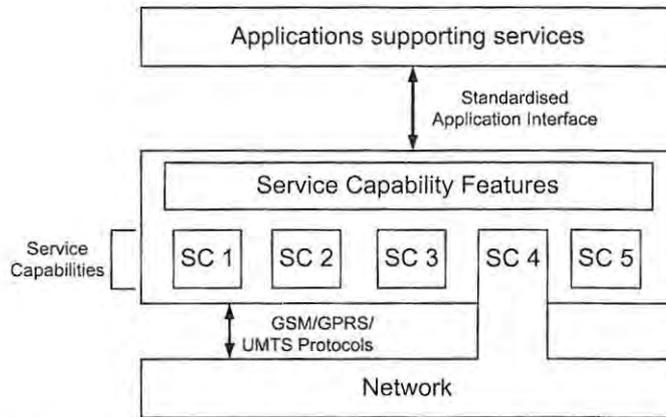 Applications supporting services
Standardised
Application Interface
Service Capability Features
Service
Capabilities
SC 1
SC 2
SC 3
SC 4
SC 5
GSM/GPRS/
UMTS Protocols
Network